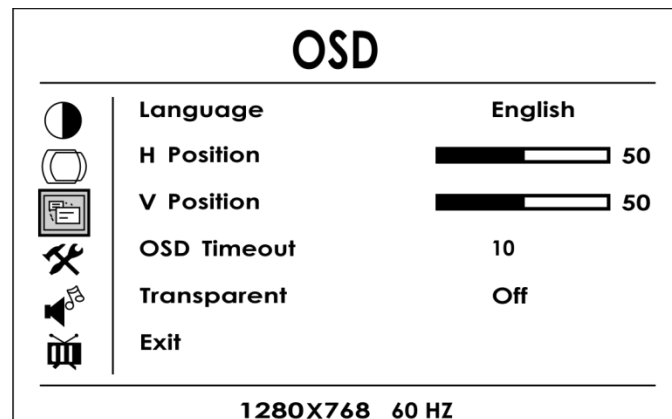 OSD
Language English
H Position 50
V Position 50
OSD Timeout 10
Transparent Off
Exit
1280X768 60 HZ